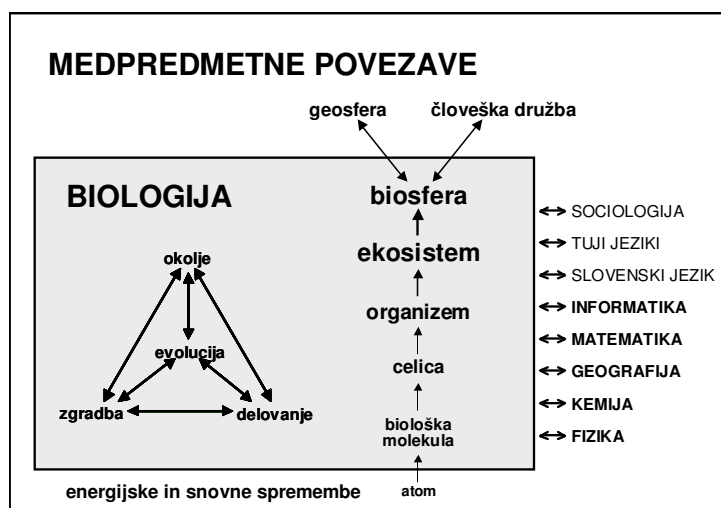 MEDPREDMETNE POVEZAVE
geosfera
človeška družba
BIOLOGIJA
biosfera
ekosistem
organizem
celica
biološka
molekula
atom
okolje
evolucija
zgradba
delovanje
energijske in snovne spremembe
SOCIOLOGIJA
TUJI JEZIKI
SLOVENSKI JEZIK
INFORMATIKA
MATEMATIKA
GEOGRAFIJA
KEMIJA
FIZIKA